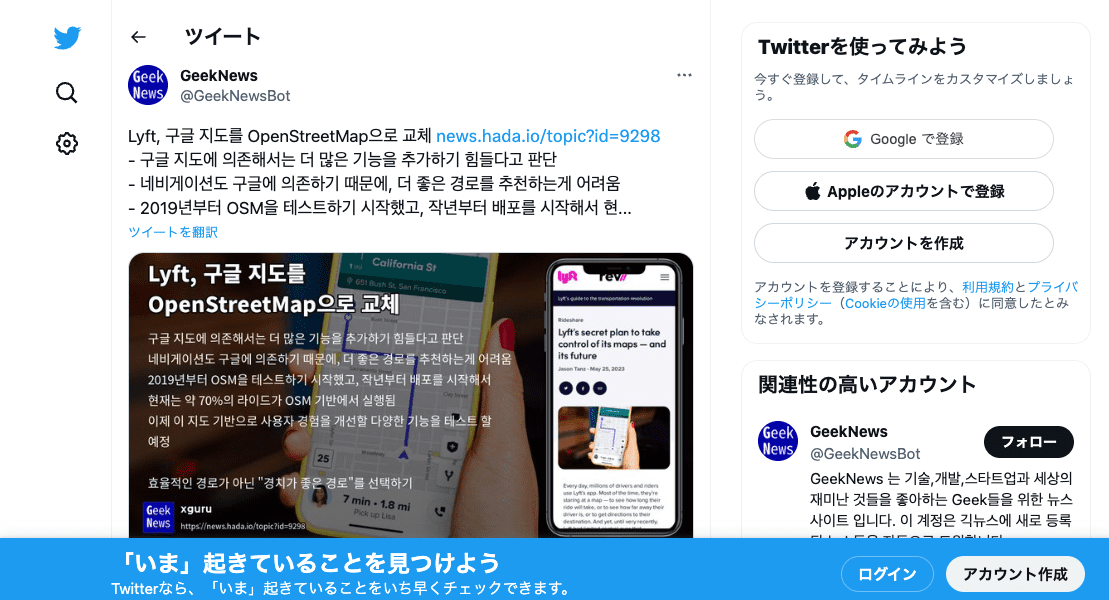 ツイート
Geek
News
GeekNews
@GeekNewsBot
Lyft, 구글 지도를 OpenStreetMap으로 교체 news.hada.io/topic?id=9298
- 구글 지도에 의존해서는 더 많은 기능을 추가하기 힘들다고 판단
- 네비게이션도 구글에 의존하기 때문에, 더 좋은 경로를 추천하는게 어려움
- 2019년부터 OSM을 테스트하기 시작했고, 작년부터 배포를 시작해서 현...
ツイートを翻訳
Lyft, 구글 지도를
OpenStreetMap으로 교체
구글 지도에 의존해서는 더 많은 기능을 추가하기 힘들다고 판단
네비게이션도 구글에 의존하기 때문에, 더 좋은 경로를 추천하는게 어려움
2019년부터 OSM을 테스트하기 시작했고, 작년부터 배포를 시작해서
현재는 약 70%의 라이드가 OSM 기반에서 실행됨
이제 이 지도 기반으로 사용자 경험을 개선할 다양한 기능을 테스트 할
예정
효율적인 경로가 아닌 "경치가 좋은 경로"를 선택하기
Geek
News
xguru
https://news.hada.io/topic?id=9298
California St
651 Bush St, San Francisco
25
7 min • 1.8 mi
Pick up Lisa
lyft
rev
Lyft's guide to the transportation revolution
Rideshare
Lyft's secret plan to take
control of its maps — and
its future
Jason Tanz · May 25, 2023
Every day, millions of drivers and riders
use Lyft's app. Most of the time, they're
staring at a map — to see how long their
ride will take, or to see how far away their
driver is, or to get directions to their
destination. And yet, until very recently,
Twitterを使ってみよう
今すぐ登録して、タイムラインをカスタマイズしましょ
う。
Google で登録
Appleのアカウントで登録
アカウントを作成
アカウントを登録することにより、利用規約とプライバ
シーポリシー（Cookieの使用を含む）に同意したとみ
なされます。
関連性の高いアカウント
Geek
News
GeekNews
@GeekNewsBot
フォロー
GeekNews 는 기술,개발,스타트업과 세상의
재미난 것들을 좋아하는 Geek들을 위한 뉴스
사이트 입니다. 이 계정은 긱뉴스에 새로 등록
「いま」起きていることを見つけよう
Twitterなら、「いま」起きていることをいち早くチェックできます。
ログイン
アカウント作成